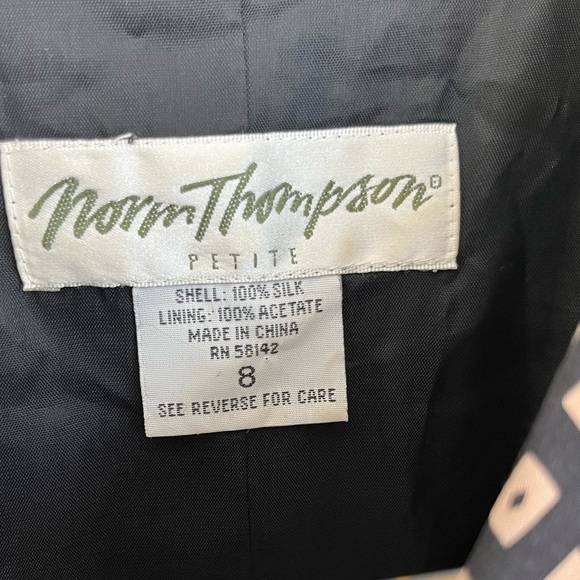 Norm Thompson®
PETITE
SHELL: 100% SILK
LINING: 100% ACETATE
MADE IN CHINA
RN 58142
8
SEE REVERSE FOR CARE